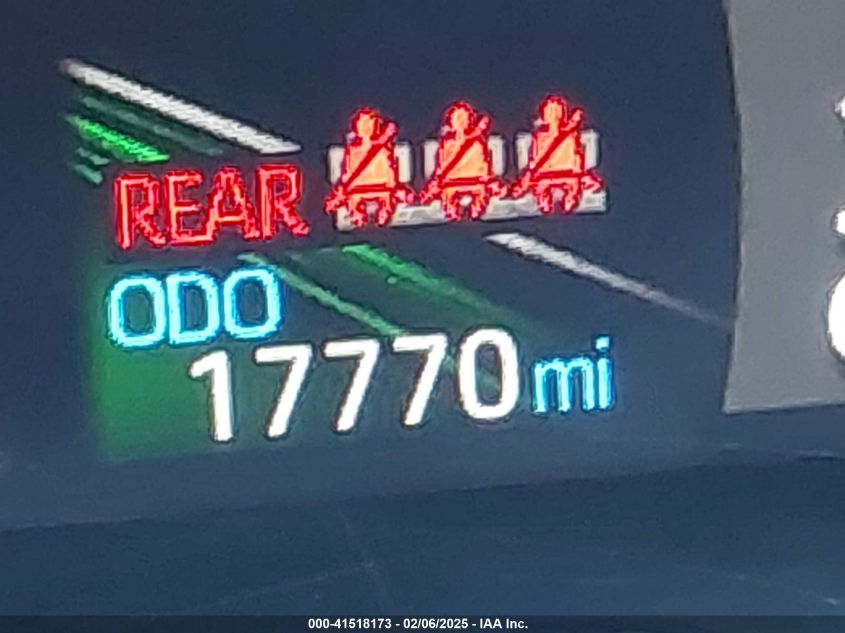 REAR
ODO
17770 mi
000-41518173 - 02/06/2025 - IAA Inc.